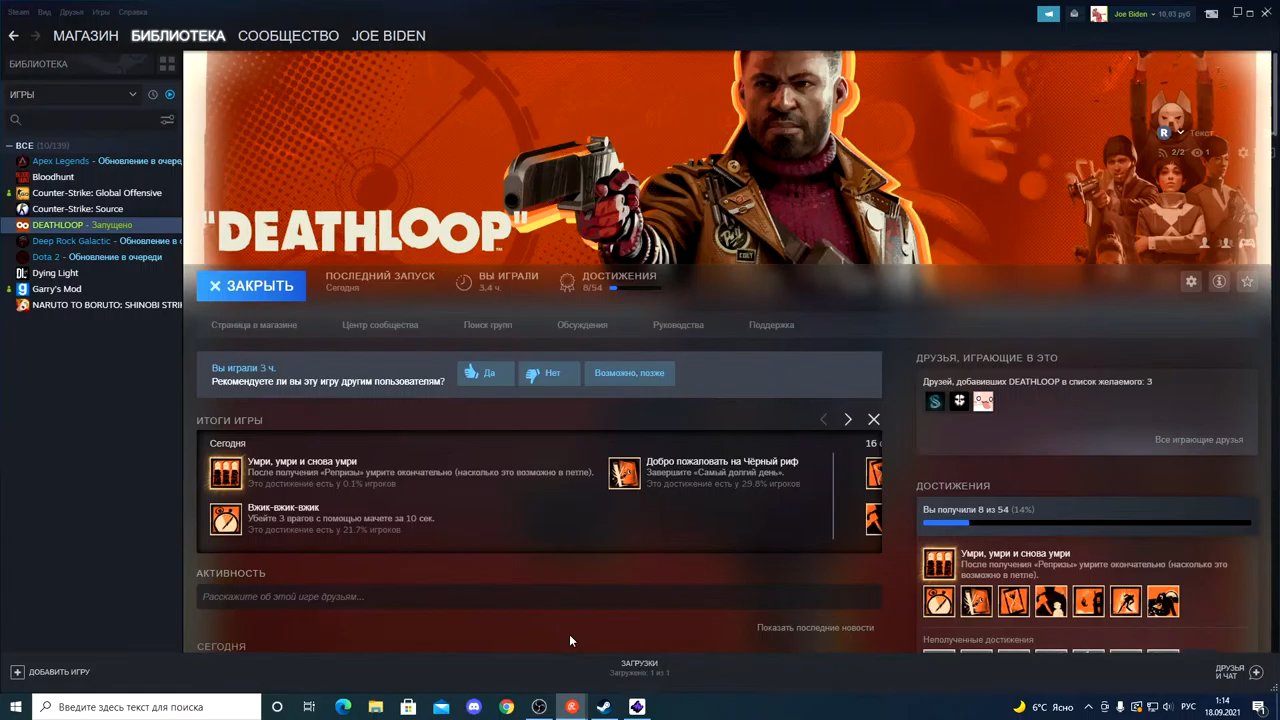 Steam Вид Друзья Игры Справка
Joe Biden 10,83 руб
МАГАЗИН БИБЛИОТЕКА СООБЩЕСТВО JOE BIDEN
БИБЛИОТЕКА
ИГРЫ
ВСЕ (10/139)
Apex Legends - Обновление в очере
Bloodhunt
Counter-Strike: Global Offensive
Counter-Strike: Source
DEATHLOOP - Запущено
Deep Rock Galactic - Обновление в о
Dota 2 - Обновление в очереди
Dying Light
Garry's Mod
NARUTO TO BORUTO: SHINOBI STRIK
R Текст
2/2 1
"DEATHLOOP"
ЗАКРЫТЬ
ПОСЛЕДНИЙ ЗАПУСК
Сегодня
ВЫ ИГРАЛИ
3,4 ч.
ДОСТИЖЕНИЯ
8/54
Страница в магазине Центр сообщества Поиск групп Обсуждения Руководства Поддержка
Вы играли 3 ч.
Рекомендуете ли вы эту игру другим пользователям?
Да Нет Возможно, позже
ИТОГИ ИГРЫ
Сегодня
16 с
Умри, умри и снова умри
После получения «Репризы» умрите окончательно (насколько это возможно в петле).
Это достижение есть у 0.1% игроков
Добро пожаловать на Чёрный риф
Завершите «Самый долгий день».
Это достижение есть у 29.8% игроков
Вжик-вжик-вжик
Убейте 3 врагов с помощью мачете за 10 сек.
Это достижение есть у 21.7% игроков
АКТИВНОСТЬ
Расскажите об этой игре друзьям...
Показать последние новости
СЕГОДНЯ
ДРУЗЬЯ, ИГРАЮЩИЕ В ЭТО
Друзей, добавивших DEATHLOOP в список желаемого: 3
Все играющие друзья
ДОСТИЖЕНИЯ
Вы получили 8 из 54 (14%)
Умри, умри и снова умри
После получения «Репризы» умрите окончательно (насколько это
возможно в петле).
Неполученные достижения
ДОБАВИТЬ ИГРУ
ЗАГРУЗКИ
Загружено: 1 из 1
ДРУЗЬЯ
И ЧАТ
Введите здесь текст для поиска
6°C Ясно
РУС
1:14
18.09.2021